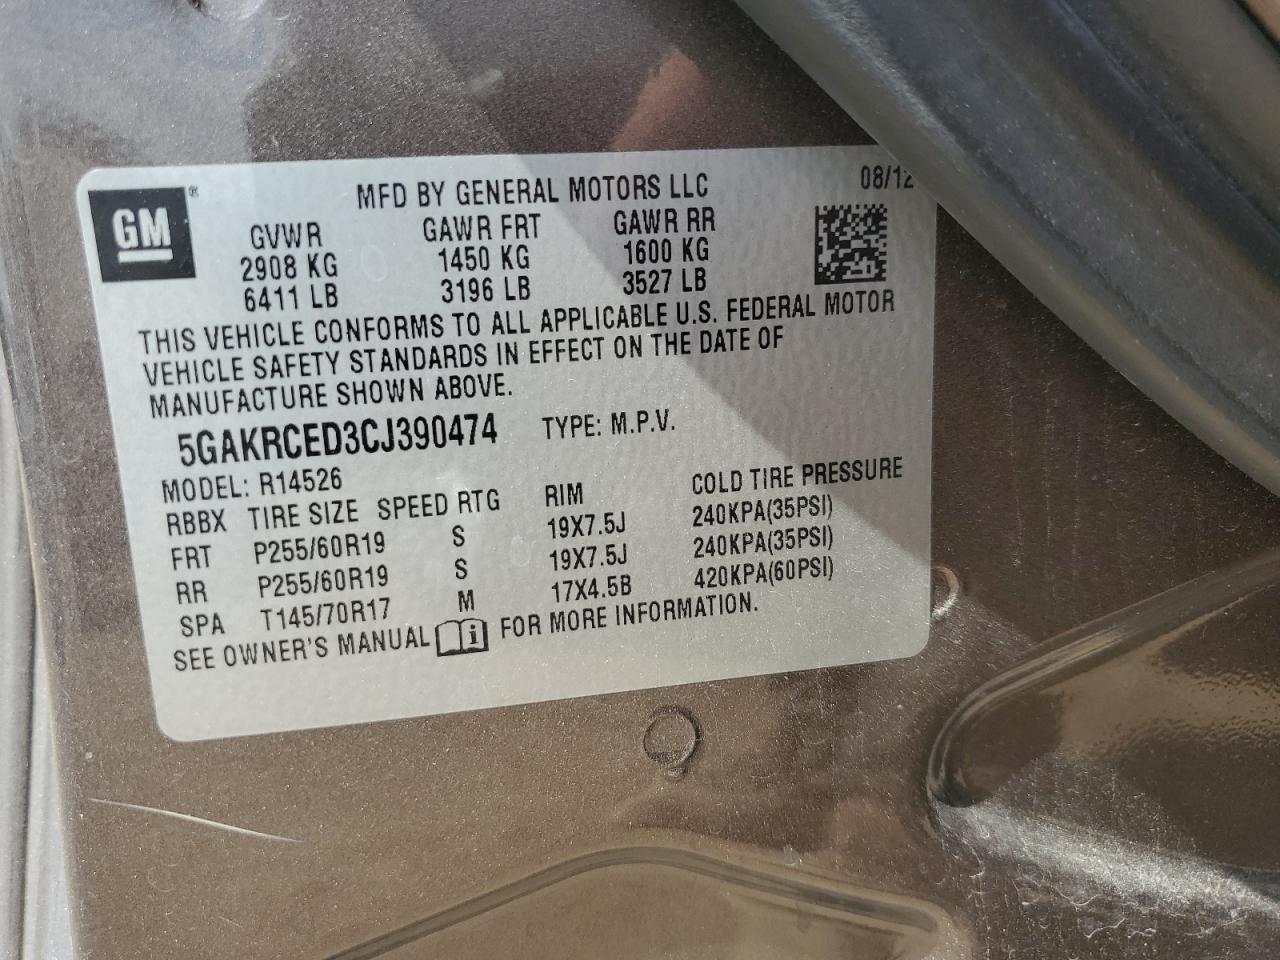 MFD BY GENERAL MOTORS LLC 08/12
GM ®
GVWR GAWR FRT GAWR RR
2908 KG 1450 KG 1600 KG
6411 LB 3196 LB 3527 LB
THIS VEHICLE CONFORMS TO ALL APPLICABLE U.S. FEDERAL MOTOR
VEHICLE SAFETY STANDARDS IN EFFECT ON THE DATE OF
MANUFACTURE SHOWN ABOVE.
5GAKRCED3CJ390474 TYPE: M.P.V.
MODEL: R14526
RBBX TIRE SIZE SPEED RTG RIM COLD TIRE PRESSURE
FRT P255/60R19 S 19X7.5J 240KPA(35PSI)
RR P255/60R19 S 19X7.5J 240KPA(35PSI)
SPA T145/70R17 M 17X4.5B 420KPA(60PSI)
SEE OWNER'S MANUAL i FOR MORE INFORMATION.